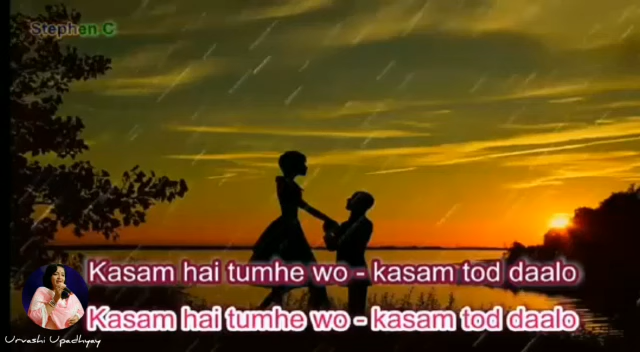 Stephen C
Kasam hai tumhe wo - kasam tod daalo
Kasam hai tumhe wo - kasam tod daalo
Urvashi Upadhyay